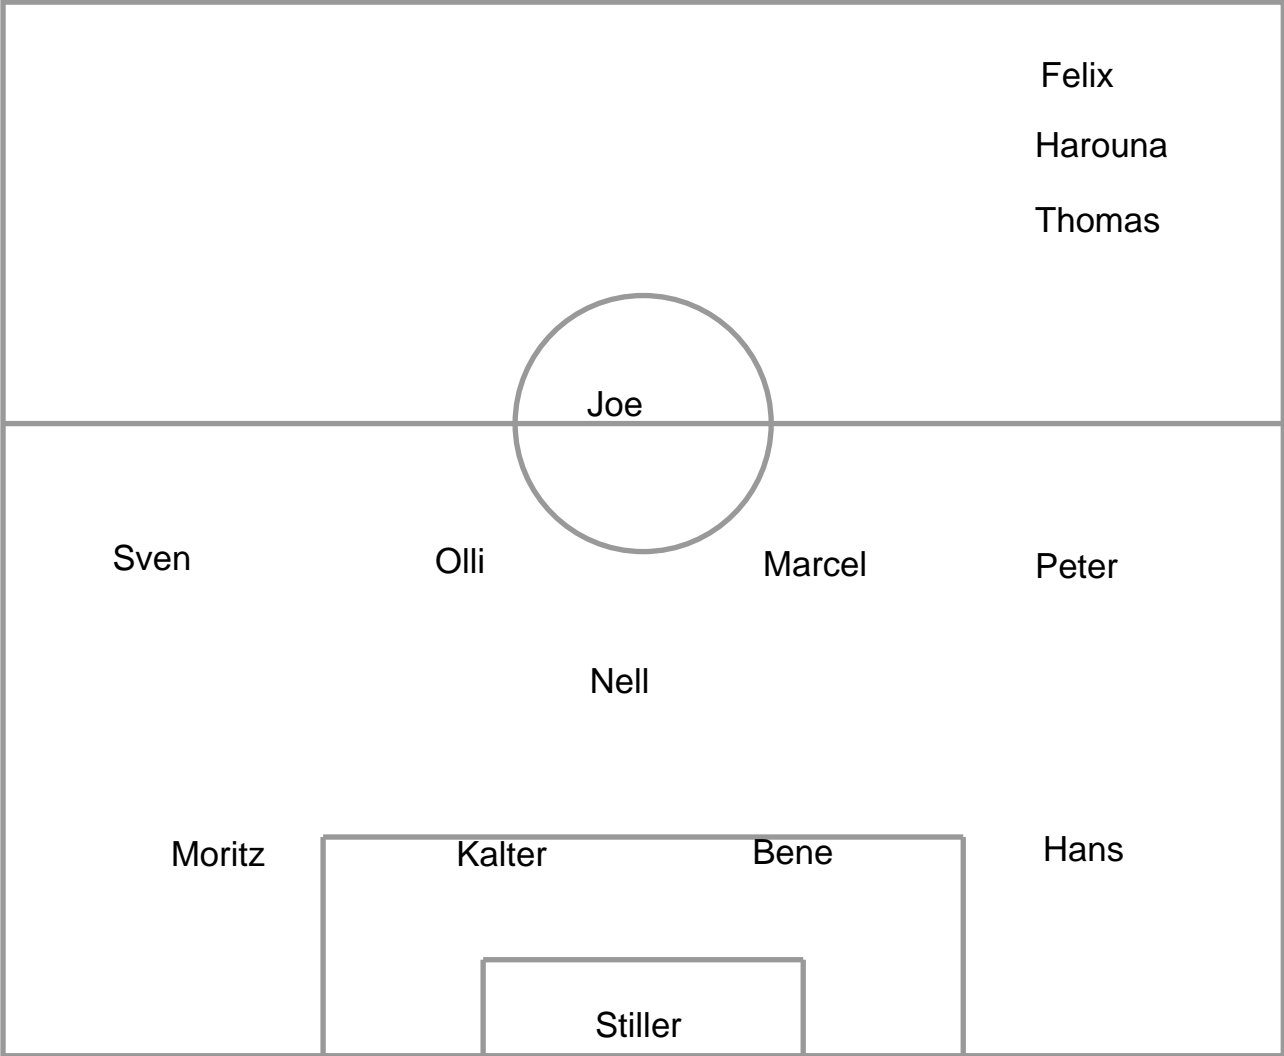 Felix
Harouna
Thomas
Joe
Sven Olli Marcel Peter
Nell
Moritz Kalter Bene Hans
Stiller